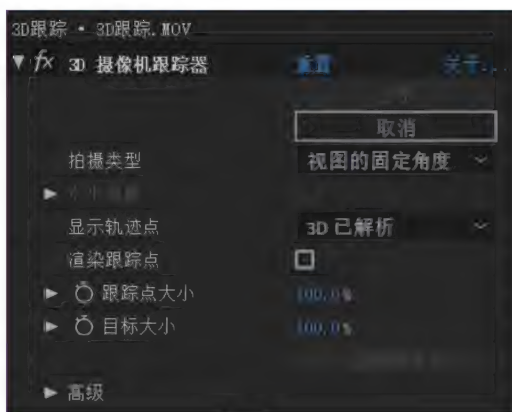 3D跟踪 • 3D跟踪.MOV
fx 3D 摄像机跟踪器 重置 关于...
取消
拍摄类型 视图的固定角度
显示轨迹点 3D 已解析
渲染跟踪点
跟踪点大小 100.0%
目标大小 100.0%
高级